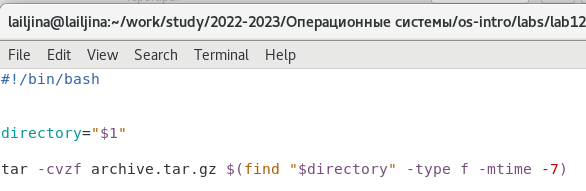 lailjina@lailjina:~/work/study/2022-2023/Операционные системы/os-intro/labs/lab12
File Edit View Search Terminal Help
#!/bin/bash
directory="$1"
tar -cvzf archive.tar.gz $(find "$directory" -type f -mtime -7)